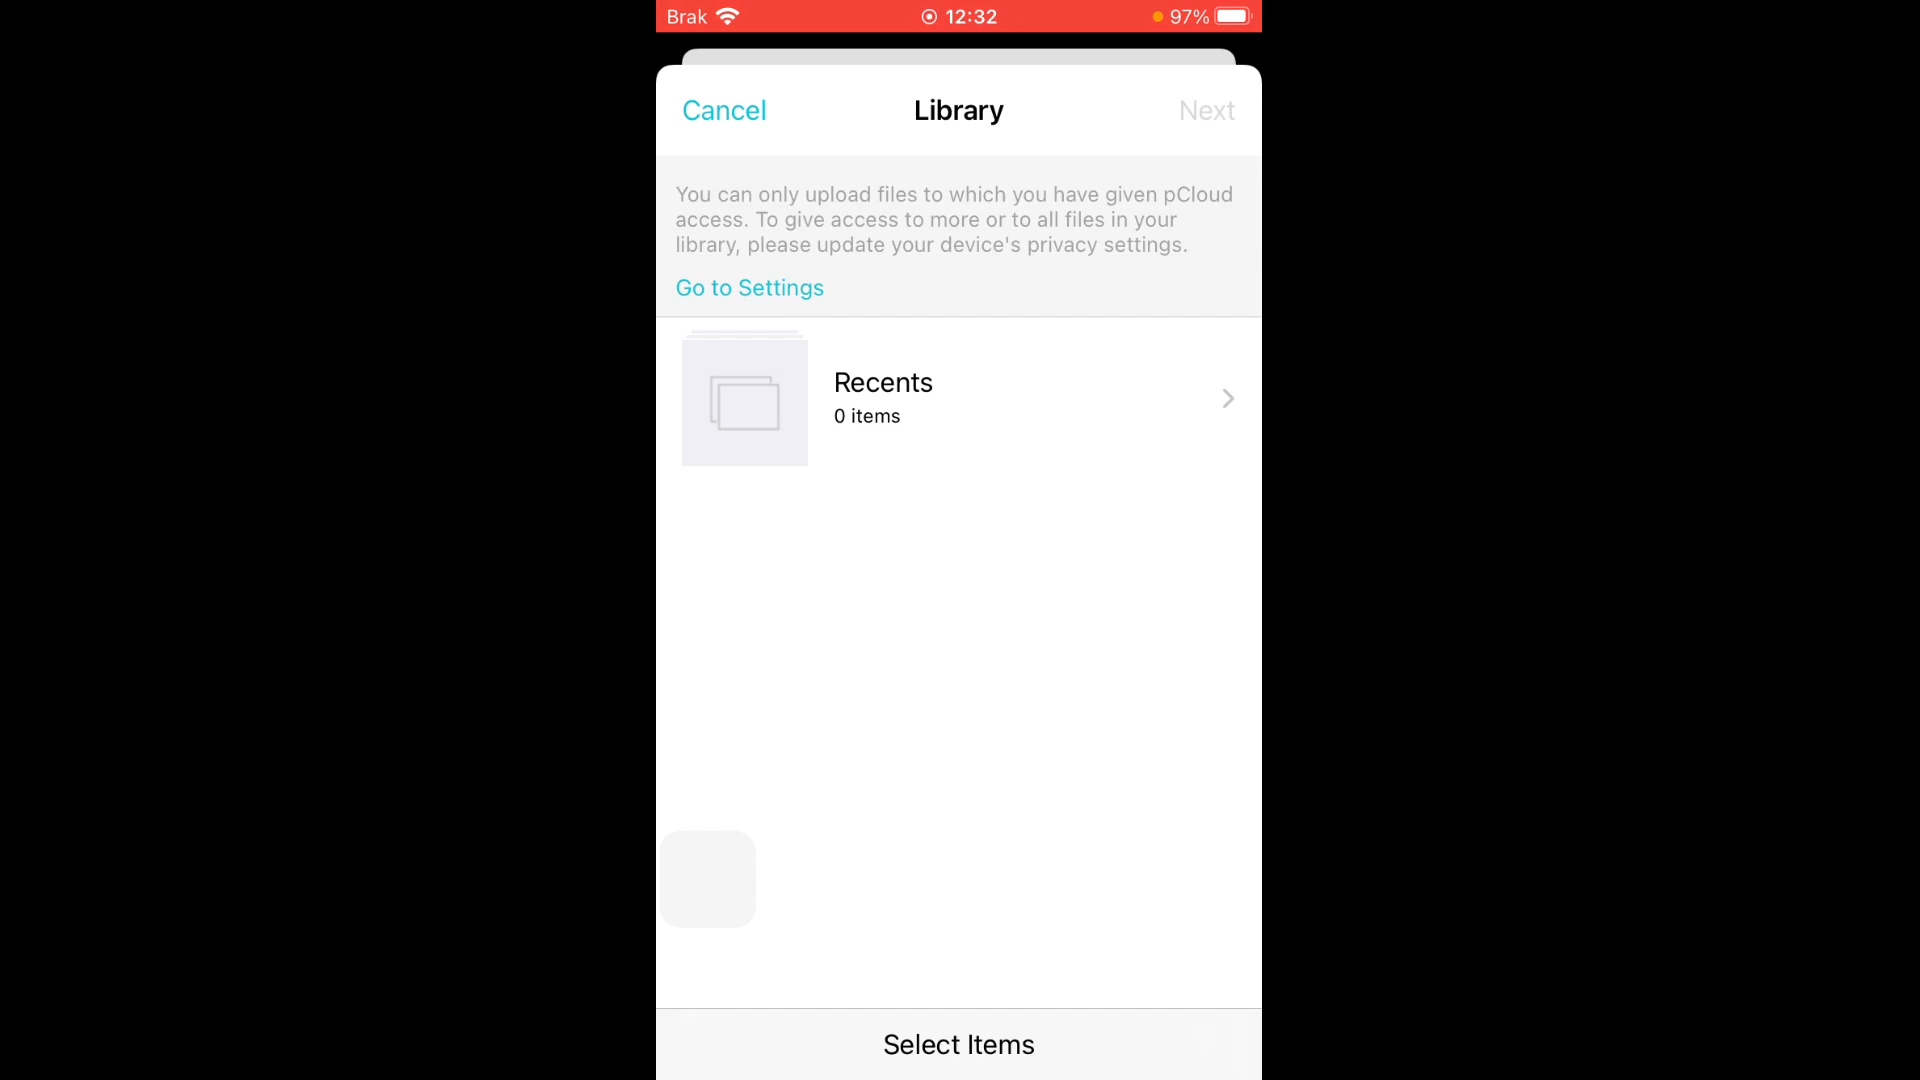 Brak 12:32 97%
Cancel Library Next
You can only upload files to which you have given pCloud
access. To give access to more or to all files in your
library, please update your device's privacy settings.
Go to Settings
Recents
0 items
Select Items